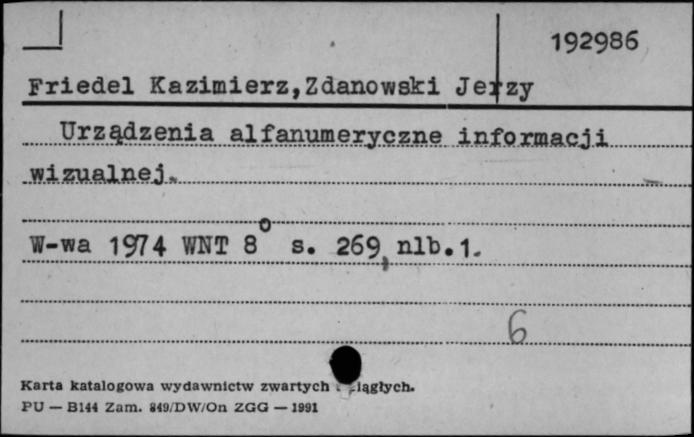 192986
Friedel Kazimierz,Zdanowski Jerzy
Urządzenia alfanumeryczne informacji
wizualnej.
W-wa 1974 WNT 8° s. 269, nlb.1.
6
Karta katalogowa wydawnictw zwartych
PU — B144 Zam. 849/DW/On ZGG — 1991